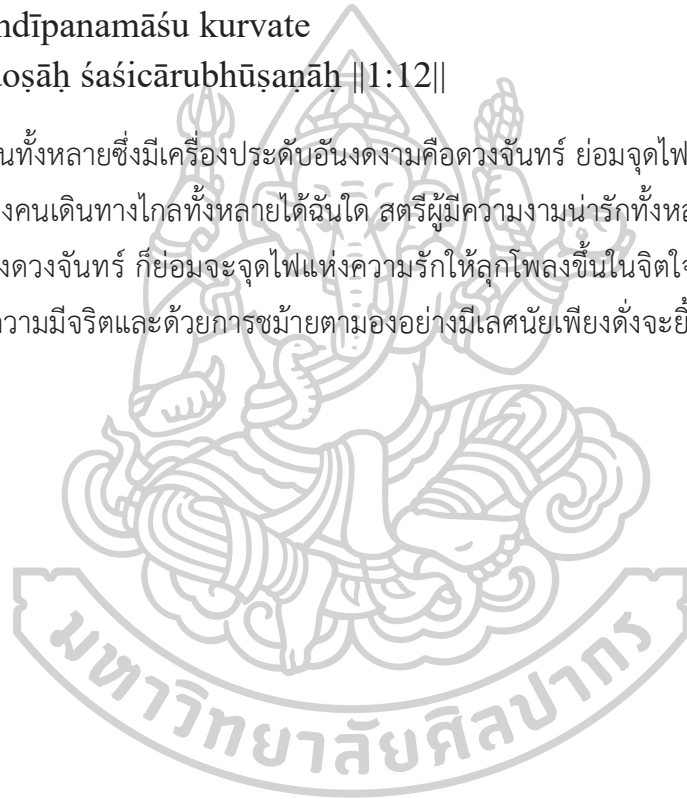 ndīpanamāśu kurvate
doṣāḥ śaśicārubhūṣaṇāḥ ||1:12||
นทั้งหลายซึ่งมีเครื่องประดับอันงดงามคือดวงจันทร์ ย่อมจุดไฟ
งคนเดินทางไกลทั้งหลายได้ฉันใด สตรีผู้มีความงามน่ารักทั้งหล
งดวงจันทร์ ก็ย่อมจะจุดไฟแห่งความรักให้ลุกโพลงขึ้นในจิตใจ
ความมีจริตและด้วยการชม้ายตามองอย่างมีเลศนัยเพียงดั่งจะยิ้
มหาวิทยาลัยศิลปากร